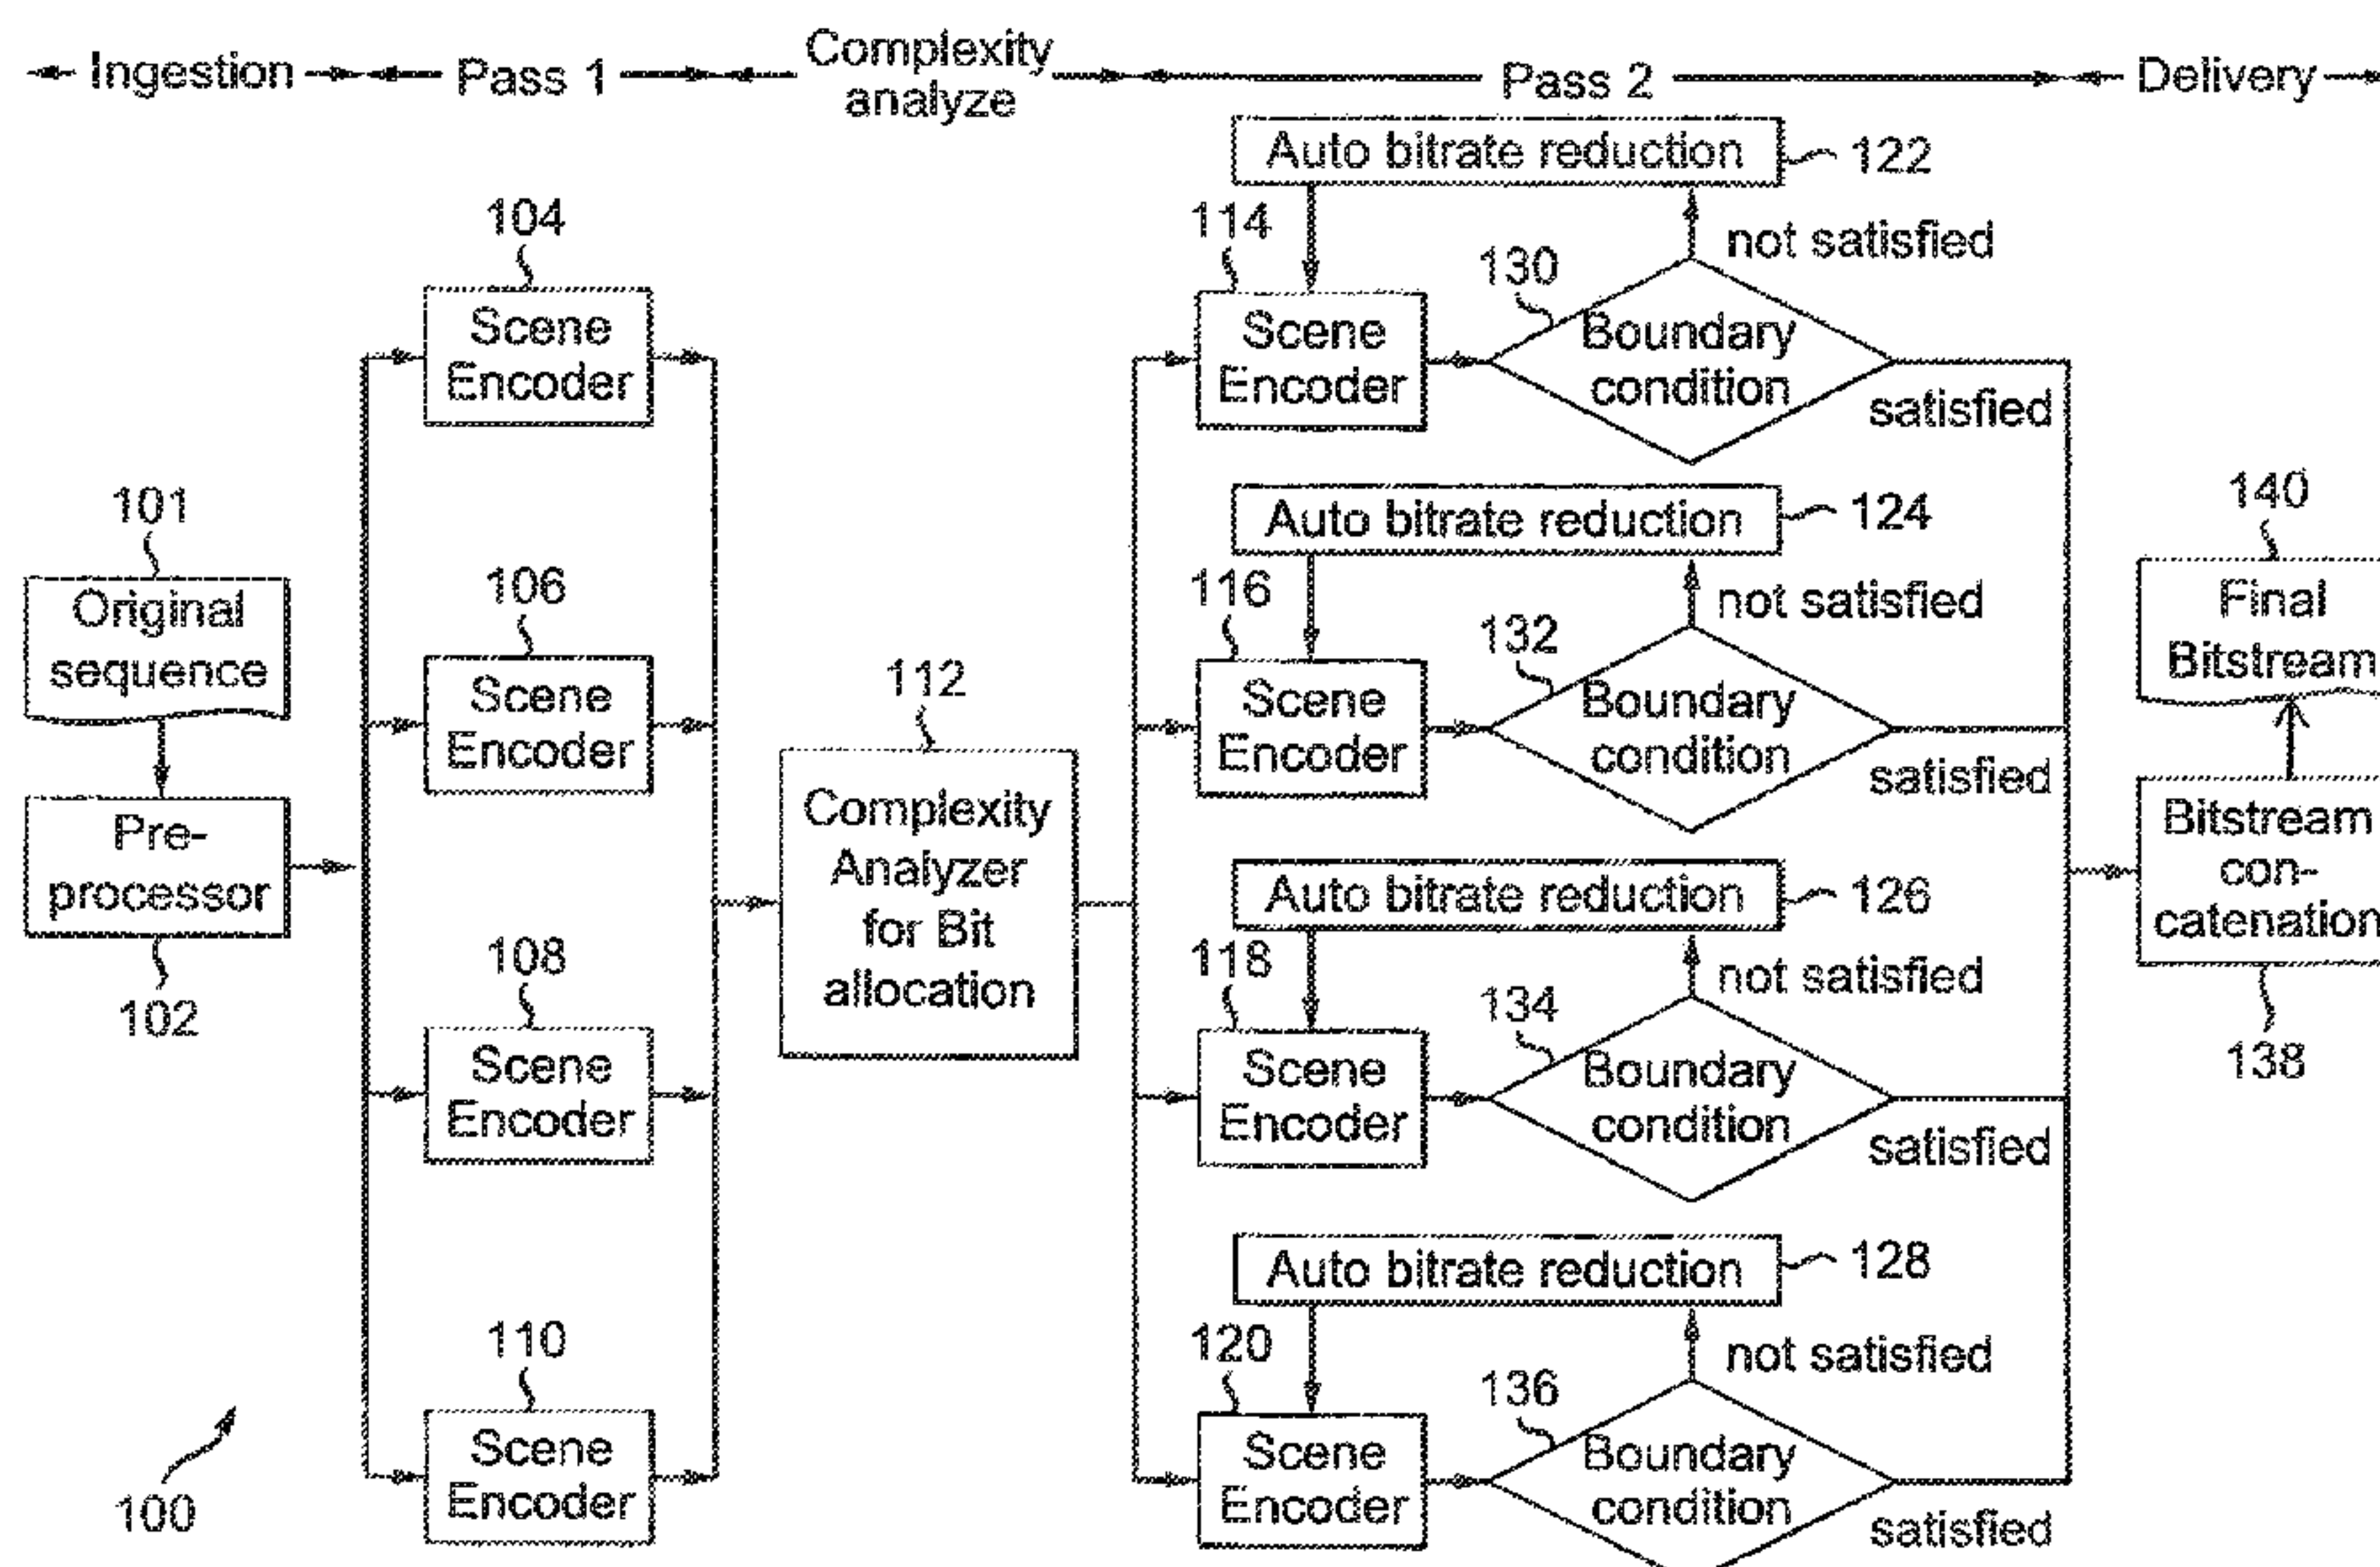 Ingestion
Pass 1
Complexity
analyze
Pass 2
Delivery
Auto bitrate reduction
122
104
114
130
not satisfied
Scene
Encoder
Scene
Encoder
Boundary
condition
satisfied
101
Original
sequence
106
Scene
Encoder
Auto bitrate reduction
124
116
132
not satisfied
Scene
Encoder
Boundary
condition
satisfied
140
Final
Bitstream
Pre-
processor
102
112
Complexity
Analyzer
for Bit
allocation
Bitstream
con-
catenation
138
108
Scene
Encoder
Auto bitrate reduction
126
118
134
not satisfied
Scene
Encoder
Boundary
condition
satisfied
110
Scene
Encoder
Auto bitrate reduction
128
120
136
not satisfied
Scene
Encoder
Boundary
condition
satisfied
100